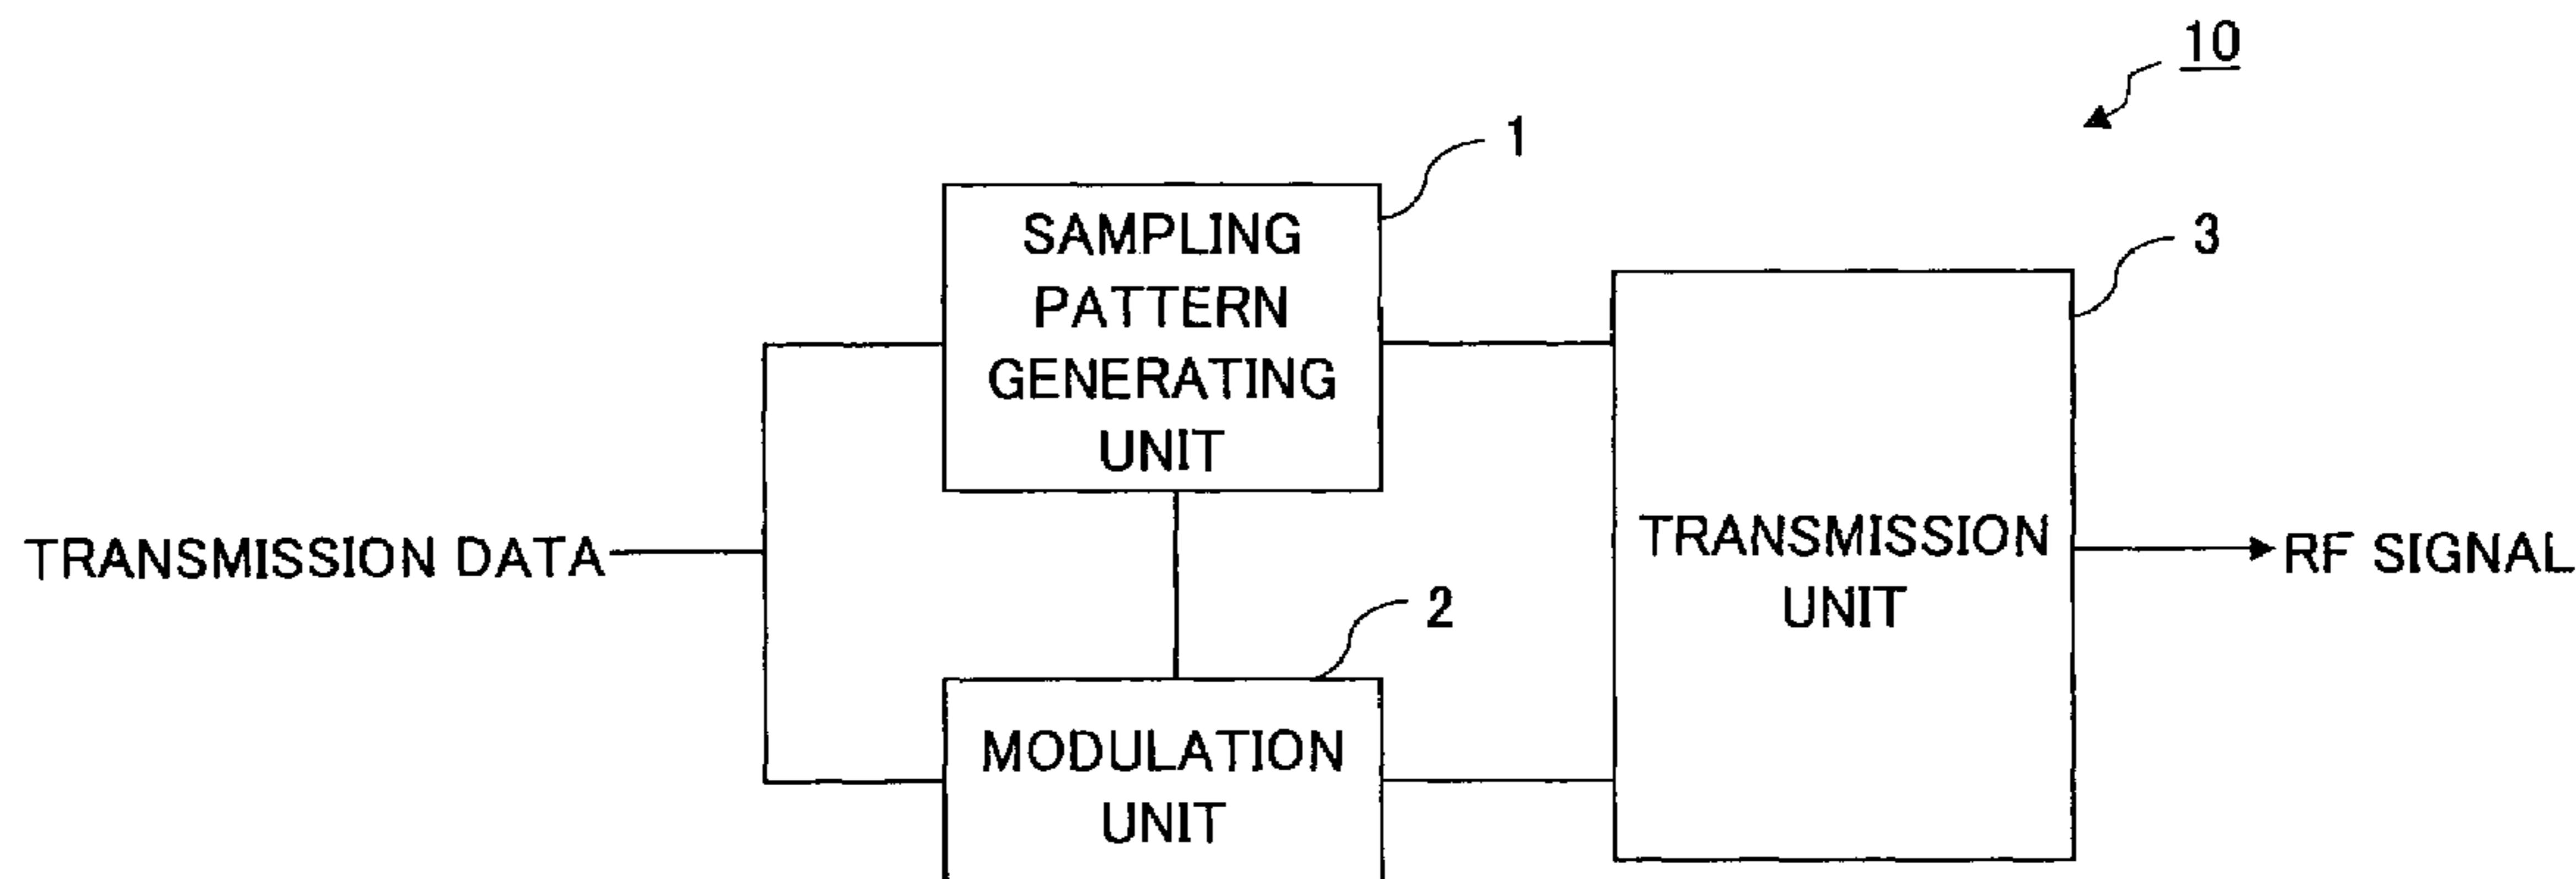 10
1
SAMPLING
PATTERN
GENERATING
UNIT
3
TRANSMISSION DATA
TRANSMISSION
UNIT
RF SIGNAL
2
MODULATION
UNIT